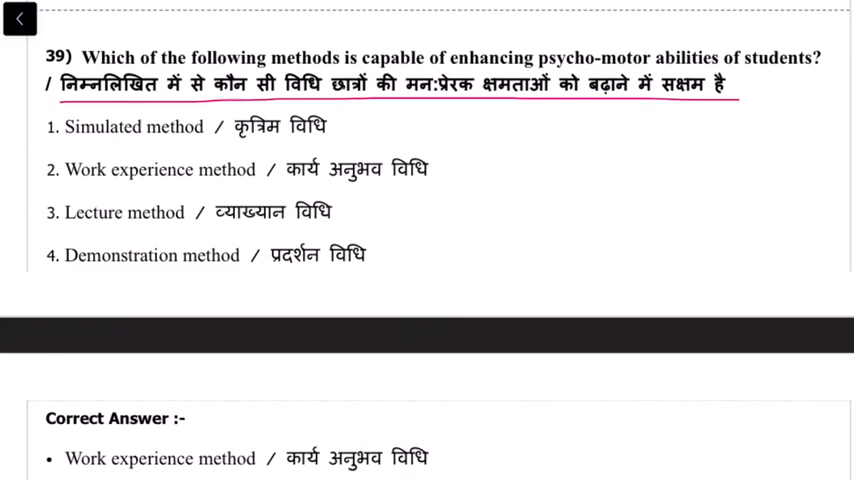 39) Which of the following methods is capable of enhancing psycho-motor abilities of students?
/ निम्नलिखित में से कौन सी विधि छात्रों की मन:प्रेरक क्षमताओं को बढ़ाने में सक्षम है
1. Simulated method / कृत्रिम विधि
2. Work experience method / कार्य अनुभव विधि
3. Lecture method / व्याख्यान विधि
4. Demonstration method / प्रदर्शन विधि
Correct Answer :-
• Work experience method / कार्य अनुभव विधि